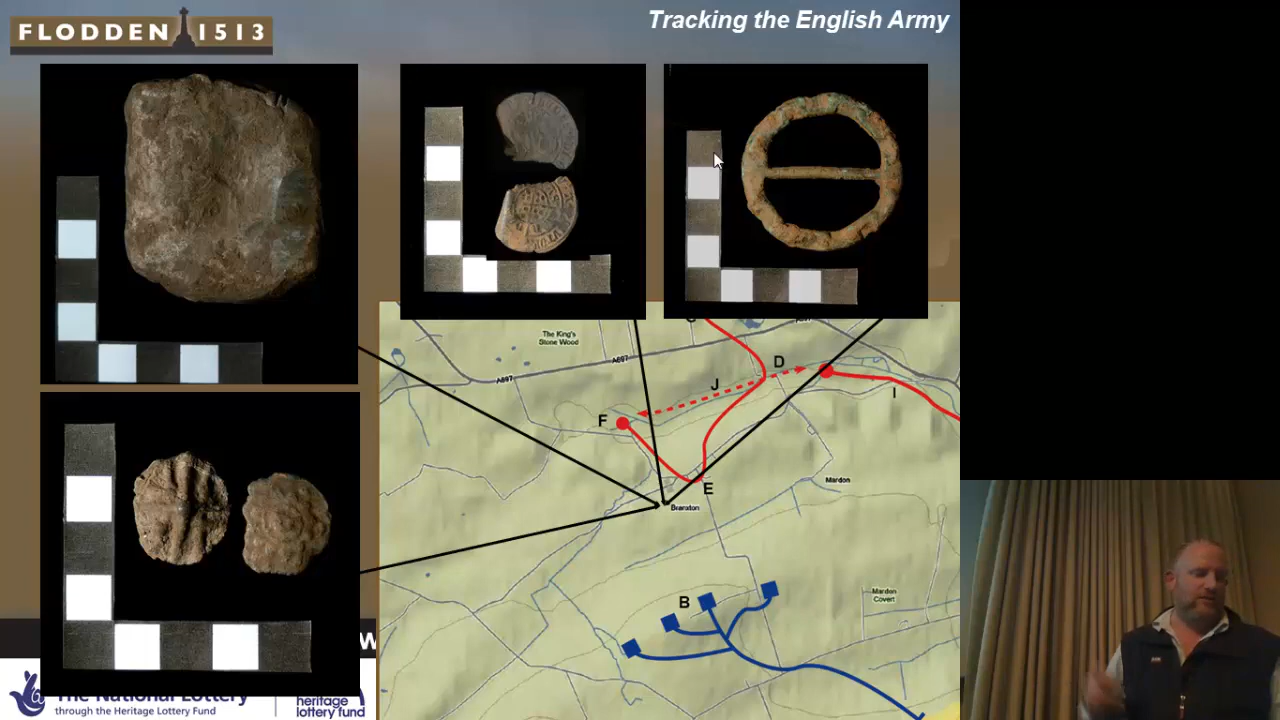 FLODDEN 1513
Tracking the English Army
The King's
Stone Wood
A697
A697
D
J
I
F
E
Mardon
Branxton
B
Mardon
Covert
W
The National Lottery
through the Heritage Lottery Fund
heritage
lottery fund